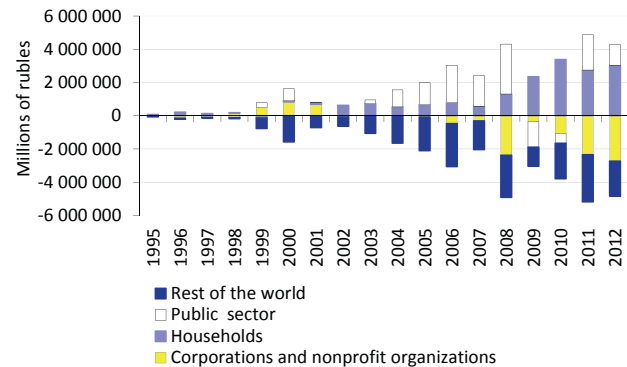 Millions of rubles
6 000 000
4 000 000
2 000 000
0
-2 000 000
-4 000 000
-6 000 000
1995
1996
1997
1998
1999
2000
2001
2002
2003
2004
2005
2006
2007
2008
2009
2010
2011
2012
Rest of the world
Public sector
Households
Corporations and nonprofit organizations